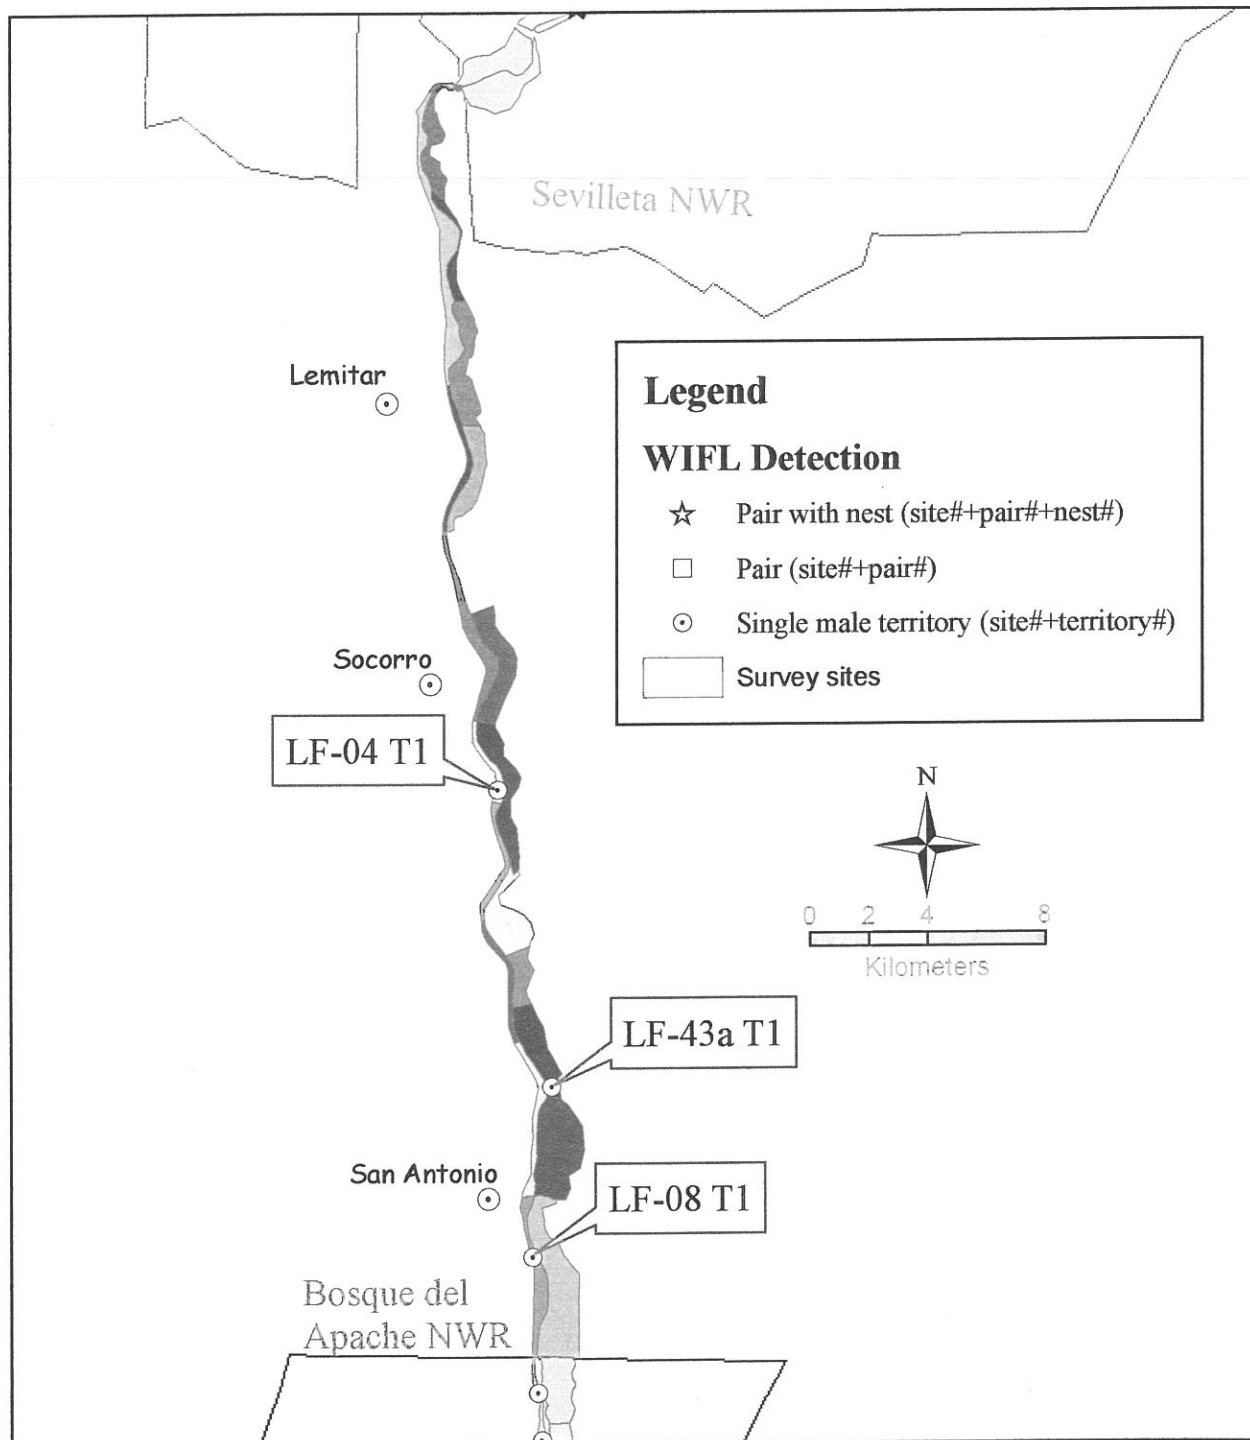 Sevilleta NWR
Lemitar
Legend
WIFL Detection
Pair with nest (site#+pair#+nest#)
Pair (site#+pair#)
Single male territory (site#+territory#)
Survey sites
Socorro
LF-04 T1
N
0 2 4 8
Kilometers
LF-43a T1
San Antonio
LF-08 T1
Bosque del
Apache NWR